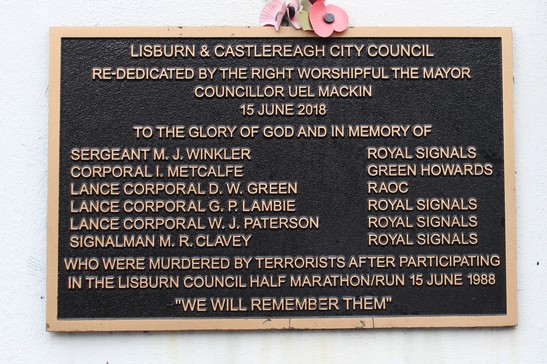 LISBURN & CASTLEREAGH CITY COUNCIL
RE-DEDICATED BY THE RIGHT WORSHIPFUL THE MAYOR
COUNCILLOR UEL MACKIN
15 JUNE 2018
TO THE GLORY OF GOD AND IN MEMORY OF
SERGEANT M. J. WINKLER ROYAL SIGNALS
CORPORAL I. METCALFE GREEN HOWARDS
LANCE CORPORAL D. W. GREEN RAOC
LANCE CORPORAL G. P. LAMBIE ROYAL SIGNALS
LANCE CORPORAL W. J. PATERSON ROYAL SIGNALS
SIGNALMAN M. R. CLAVEY ROYAL SIGNALS
WHO WERE MURDERED BY TERRORISTS AFTER PARTICIPATING
IN THE LISBURN COUNCIL HALF MARATHON/RUN 15 JUNE 1988
"WE WILL REMEMBER THEM"